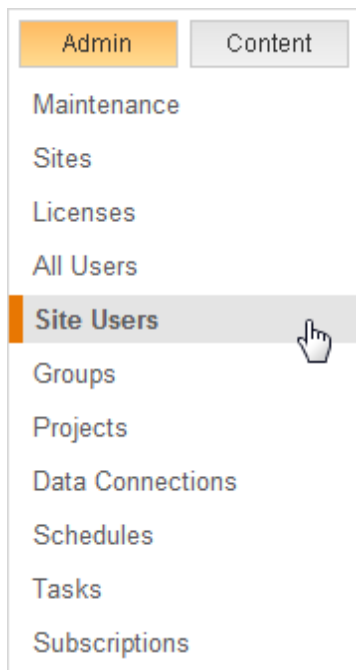 Admin Content
Maintenance
Sites
Licenses
All Users
Site Users
Groups
Projects
Data Connections
Schedules
Tasks
Subscriptions